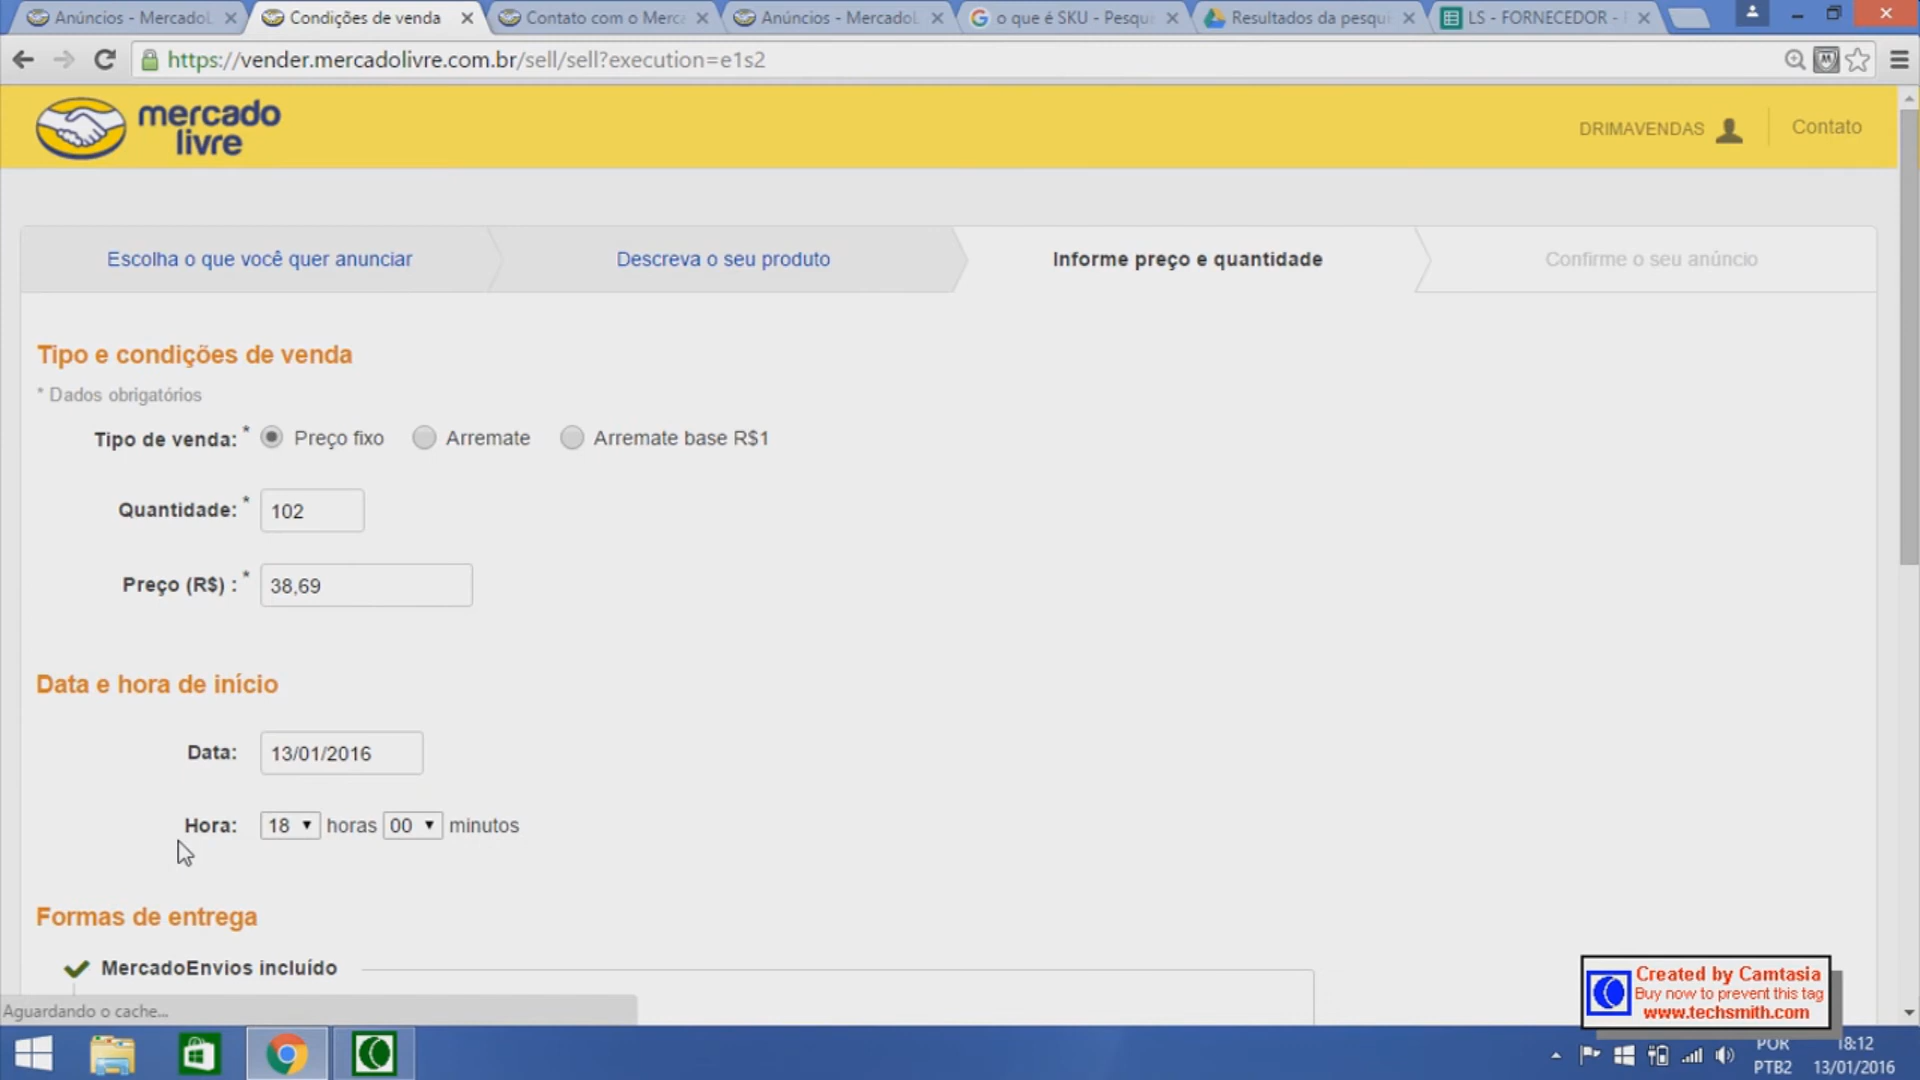 Anúncios - MercadoL
Condições de venda
Contato com o Merca
Anúncios - MercadoL
o que é SKU - Pesqu
Resultados da pesqui
LS - FORNECEDOR -
https://vender.mercadolivre.com.br/sell/sell?execution=e1s2
mercado
livre
DRIMAVENDAS
Contato
Escolha o que você quer anunciar
Descreva o seu produto
Informe preço e quantidade
Confirme o seu anúncio
Tipo e condições de venda
* Dados obrigatórios
Tipo de venda: * Preço fixo Arremate Arremate base R$1
Quantidade: * 102
Preço (R$) : * 38,69
Data e hora de início
Data: 13/01/2016
Hora: 18 horas 00 minutos
Formas de entrega
MercadoEnvios incluído
Aguardando o cache...
Created by Camtasia
Buy now to prevent this tag
www.techsmith.com
POR 18:12
PTB2 13/01/2016